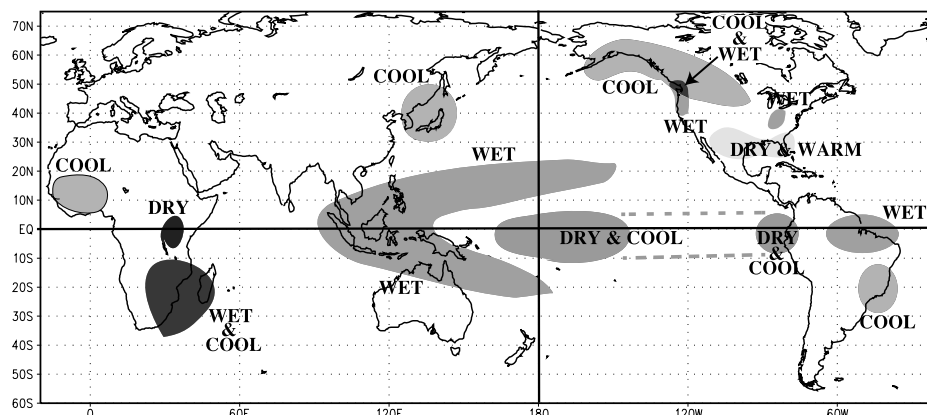 70N
60N
50N
40N
30N
20N
10N
EQ
10S
20S
30S
40S
50S
60S
0
60E
120E
180
120W
60W
COOL
DRY
WET
&
COOL
COOL
WET
WET
DRY & COOL
COOL
&
WET
COOL
WET
WET
DRY & WARM
DRY
&
COOL
WET
COOL